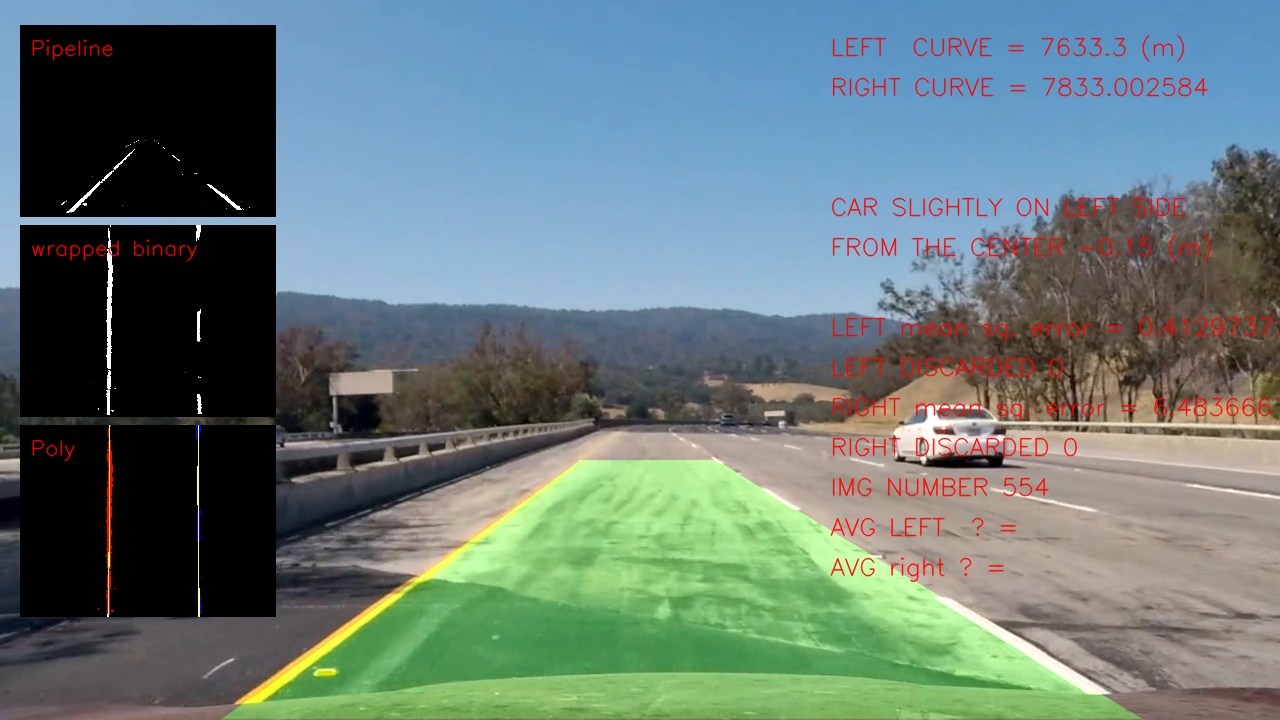 Pipeline
wrapped binary
Poly
LEFT CURVE = 7633.3 (m)
RIGHT CURVE = 7833.002584
CAR SLIGHTLY ON LEFT SIDE
FROM THE CENTER -0.15 (m)
LEFT mean sq. error = 0.4129737
LEFT DISCARDED 0
RIGHT mean sq. error = 6.483666
RIGHT DISCARDED 0
IMG NUMBER 554
AVG LEFT ? =
AVG right ? =